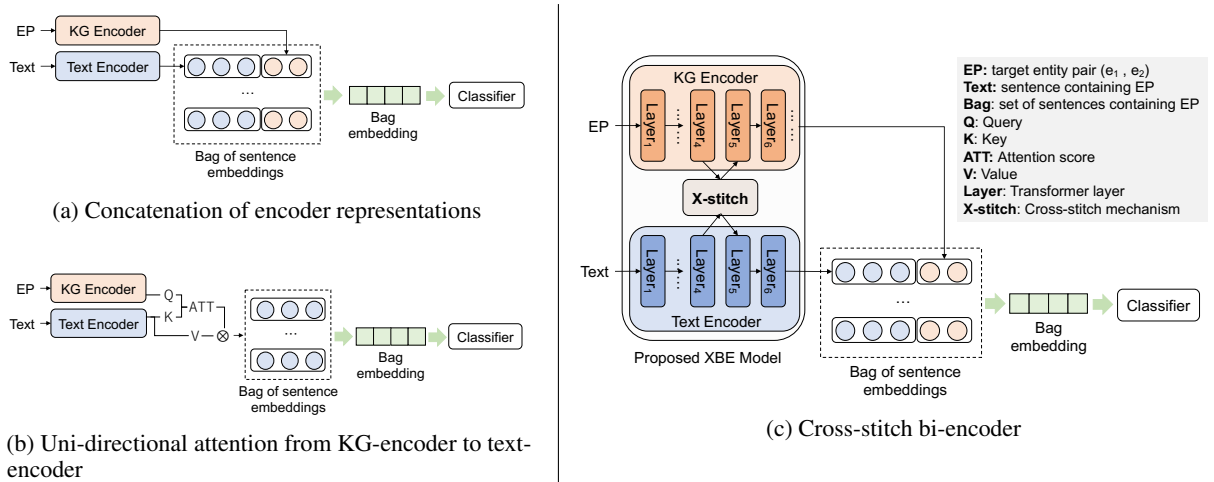 EP
KG Encoder
Text
Text Encoder
...
Bag of sentence
embeddings
Bag
embedding
Classifier
(a) Concatenation of encoder representations
EP
KG Encoder
Text
Text Encoder
Q
K
ATT
V
⊗
...
Bag of sentence
embeddings
Bag
embedding
Classifier
(b) Uni-directional attention from KG-encoder to text-
encoder
KG Encoder
EP
Layer₁
......
Layer₄
Layer₅
Layer₆
......
X-stitch
Text
Layer₁
......
Layer₄
Layer₅
Layer₆
Text Encoder
Proposed XBE Model
...
Bag of sentence
embeddings
Bag
embedding
Classifier
EP: target entity pair (e₁ , e₂)
Text: sentence containing EP
Bag: set of sentences containing EP
Q: Query
K: Key
ATT: Attention score
V: Value
Layer: Transformer layer
X-stitch: Cross-stitch mechanism
(c) Cross-stitch bi-encoder